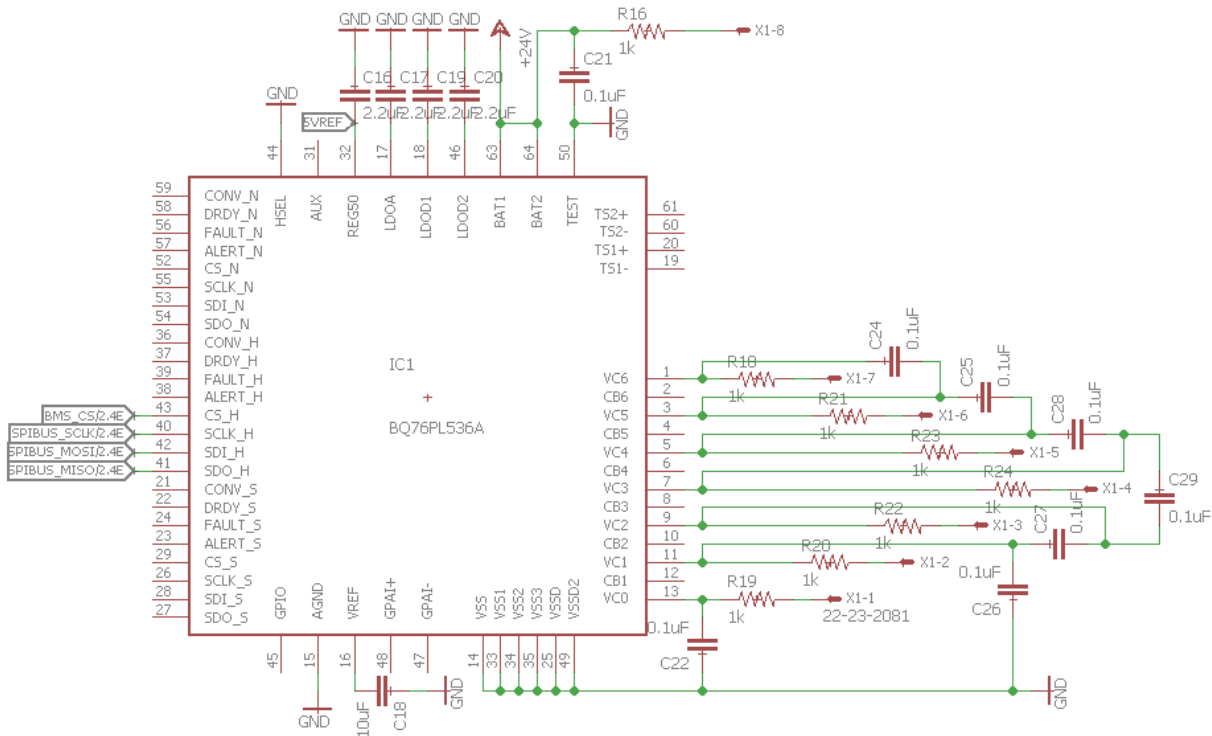 GND GND GND GND
R16
1k
X1-8
+24V
C21
0.1uF
GND
C16 C17 C19 C20
2.2uF 2.2uF 2.2uF 2.2uF
5VREF
GND
44 31 32 17 18 46 63 64 50
HSEL AUX REG50 LDOA LDOD1 LDOD2 BAT1 BAT2 TEST
59 CONV_N
58 DRDY_N
56 FAULT_N
57 ALERT_N
52 CS_N
55 SCLK_N
53 SDI_N
54 SDO_N
36 CONV_H
37 DRDY_H
39 FAULT_H
38 ALERT_H
BMS_CS/2.4E 43 CS_H
SPIBUS_SCLK/2.4E 40 SCLK_H
SPIBUS_MOSI/2.4E 42 SDI_H
SPIBUS_MISO/2.4E 41 SDO_H
21 CONV_S
22 DRDY_S
24 FAULT_S
23 ALERT_S
29 CS_S
26 SCLK_S
28 SDI_S
27 SDO_S
IC1
BQ76PL536A
TS2+ 61
TS2- 60
TS1+ 20
TS1- 19
VC6 1
CB6 2
VC5 3
CB5 4
VC4 5
CB4 6
VC3 7
CB3 8
VC2 9
CB2 10
VC1 11
CB1 12
VC0 13
C24
0.1uF
R18
1k
X1-7
C25
0.1uF
R21
1k
X1-6
C28
0.1uF
R23
1k
X1-5
R24
1k
X1-4
C29
0.1uF
R22
1k
X1-3
C27
0.1uF
R20
1k
X1-2
R19
1k
X1-1
22-23-2081
0.1uF
C26
0.1uF
C22
GND
GPIO AGND VREF GPAI+ GPAI- VSS VSS1 VSS2 VSS3 VSSD VSSD2
45 15 16 48 47 14 33 34 35 25 49
GND
10uF
C18
GND